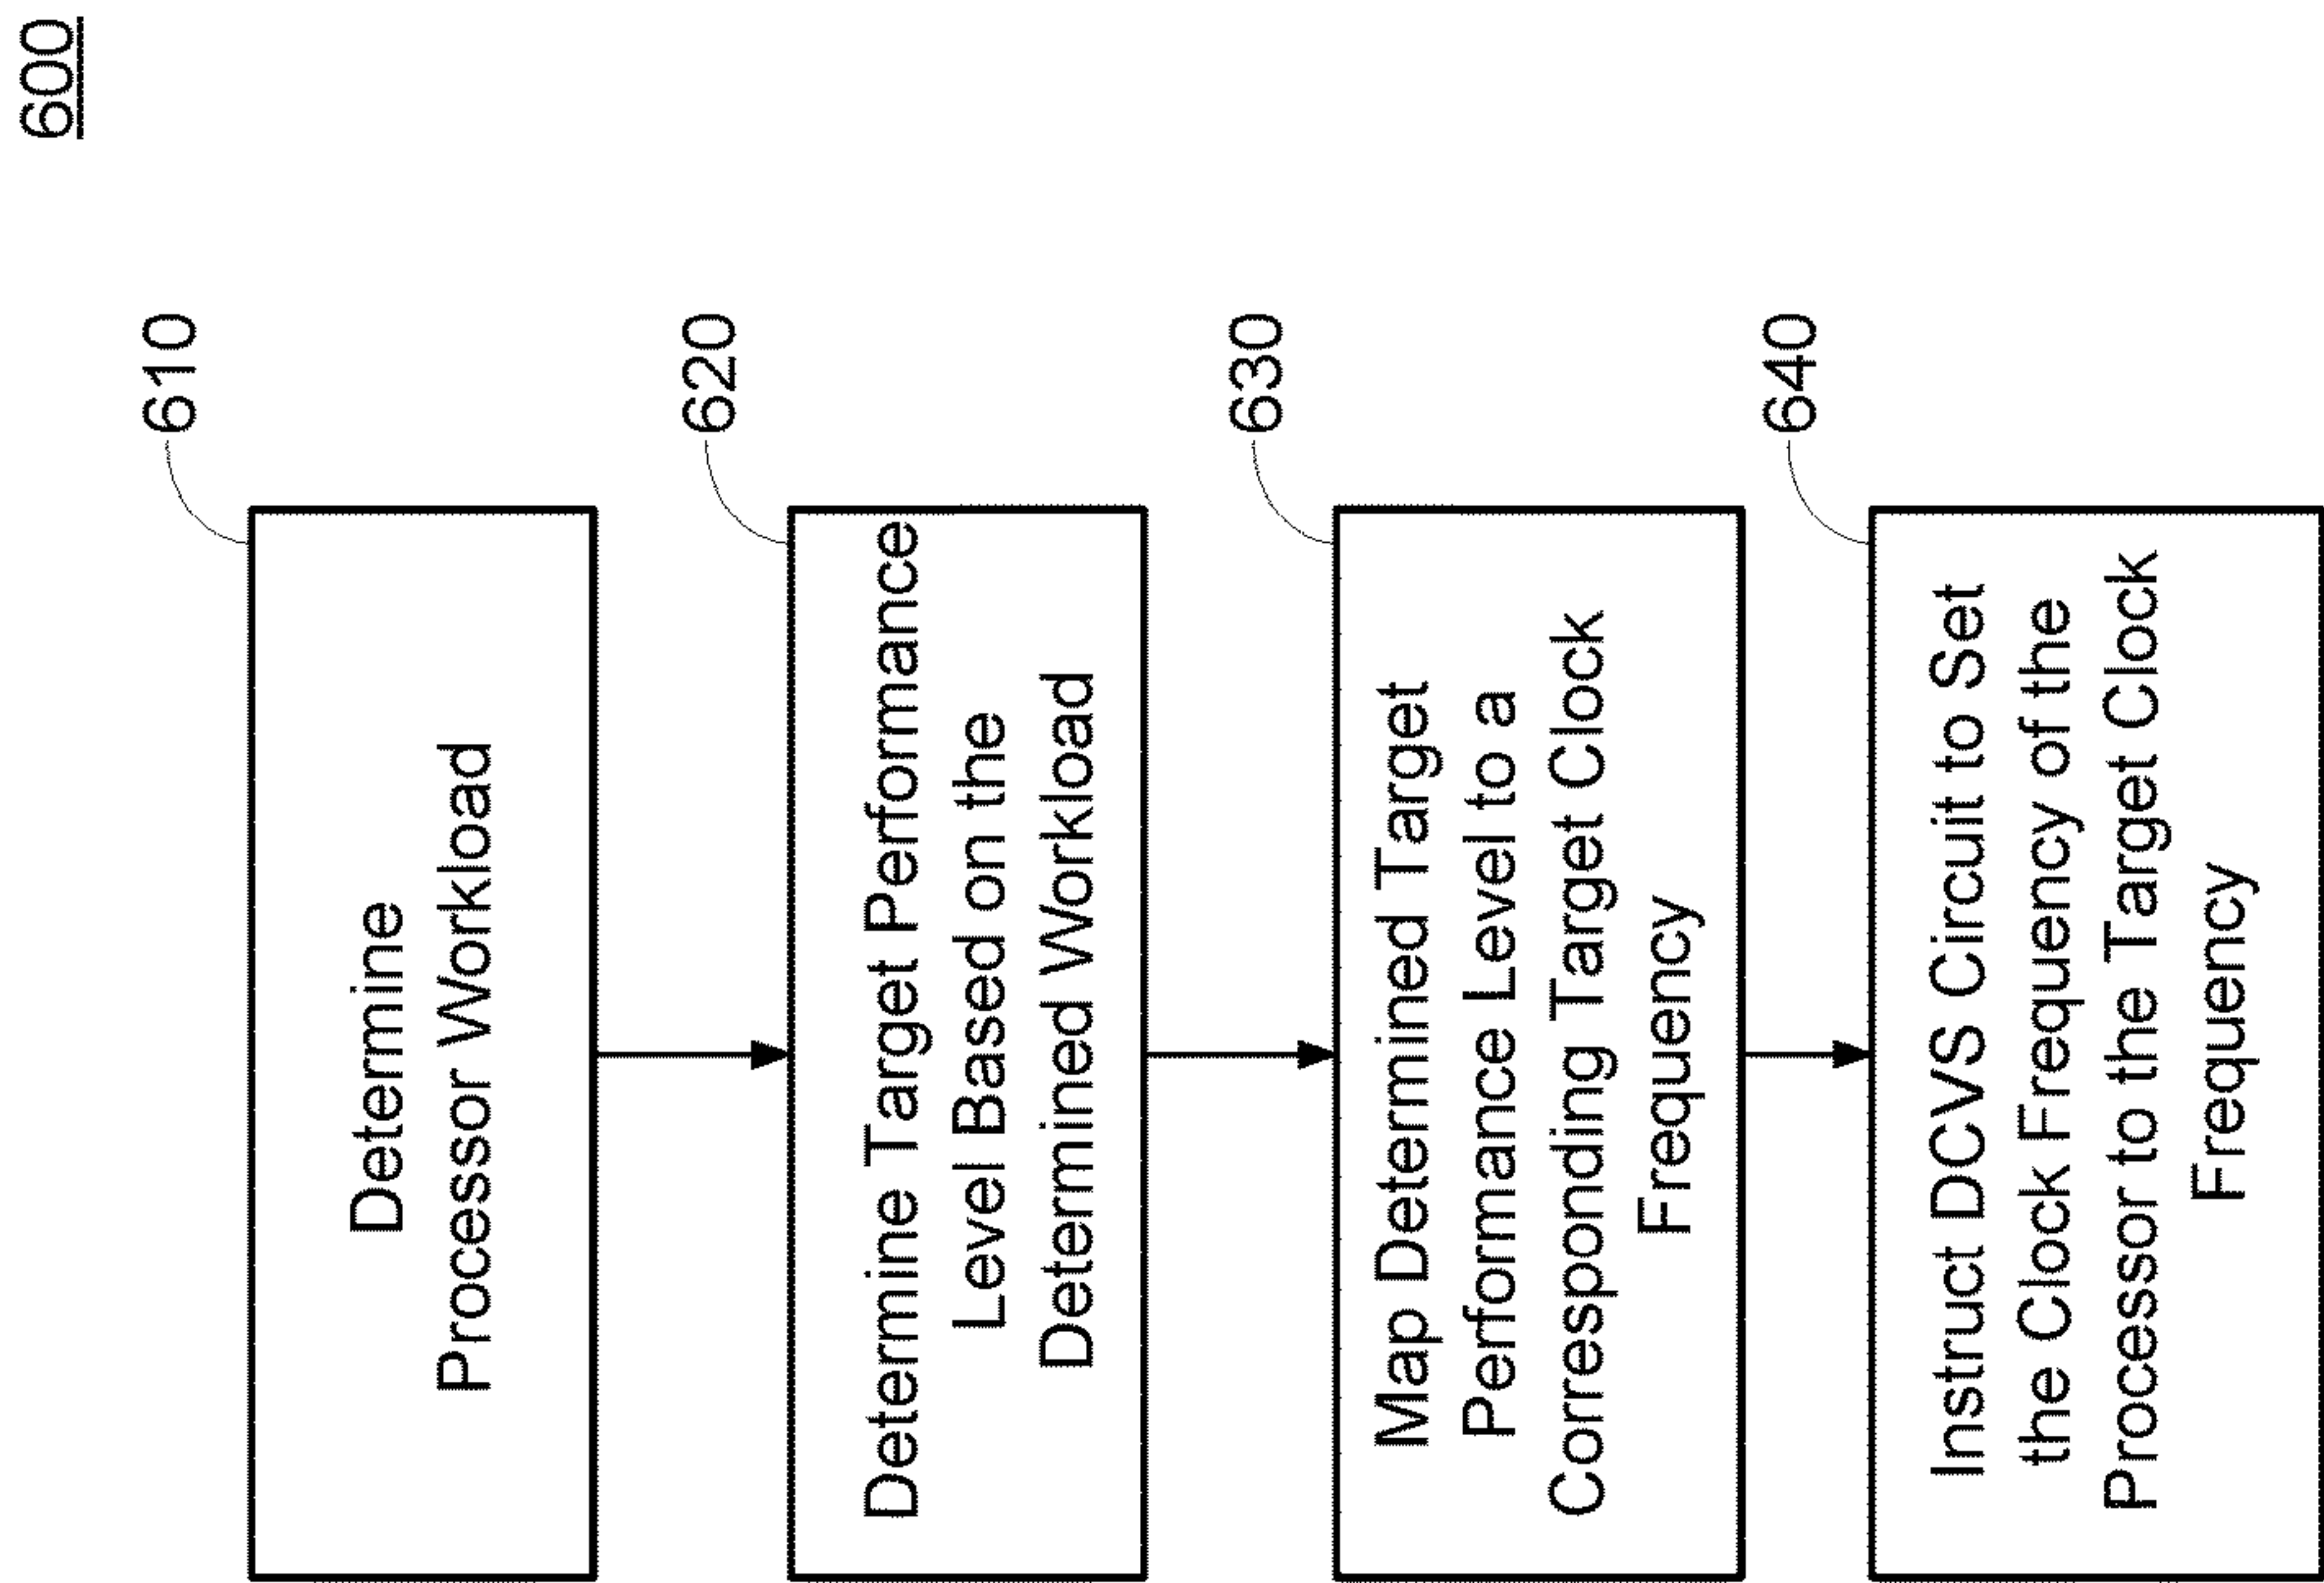 600
610
Determine
Processor Workload
620
Determine Target Performance
Level Based on the
Determined Workload
630
Map Determined Target
Performance Level to a
Corresponding Target Clock
Frequency
640
Instruct DCVS Circuit to Set
the Clock Frequency of the
Processor to the Target Clock
Frequency